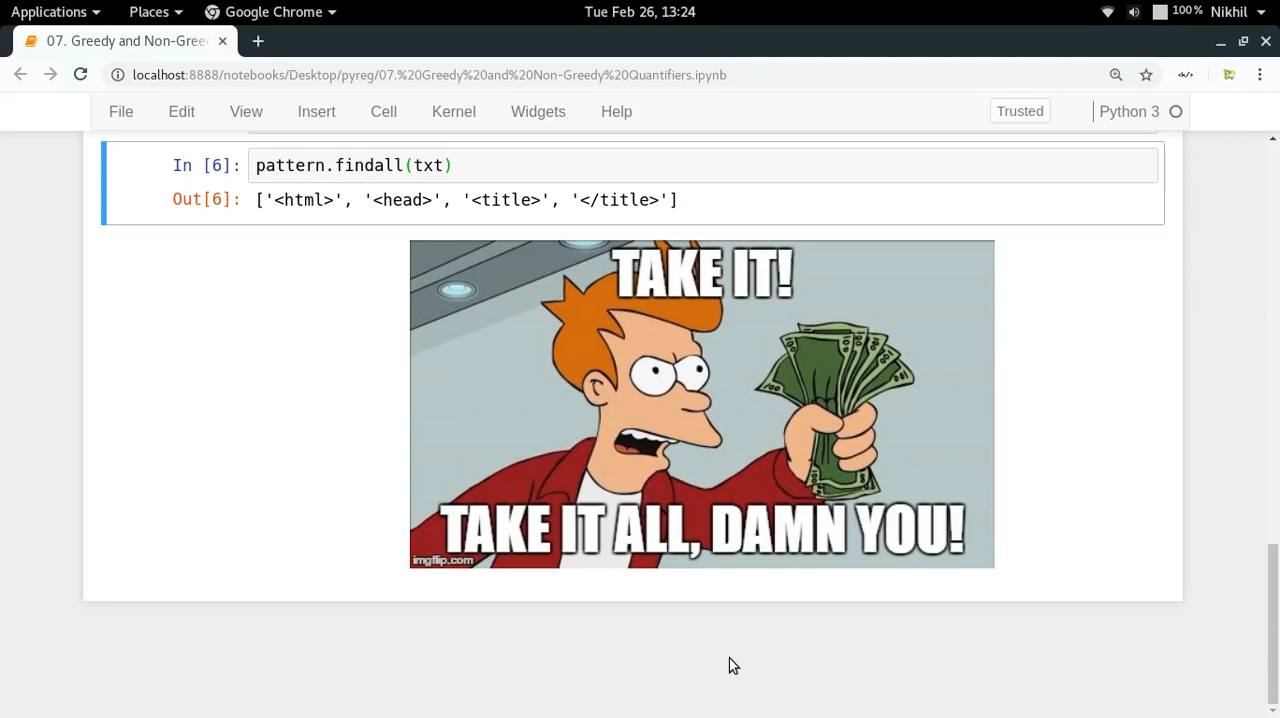 Applications Places Google Chrome Tue Feb 26, 13:24 100% Nikhil
07. Greedy and Non-Gree
localhost:8888/notebooks/Desktop/pyreg/07.%20Greedy%20and%20Non-Greedy%20Quantifiers.ipynb
File Edit View Insert Cell Kernel Widgets Help Trusted Python 3
In [6]: pattern.findall(txt)
Out[6]: ['<html>', '<head>', '<title>', '</title>']
TAKE IT!
TAKE IT ALL, DAMN YOU!
imgflip.com